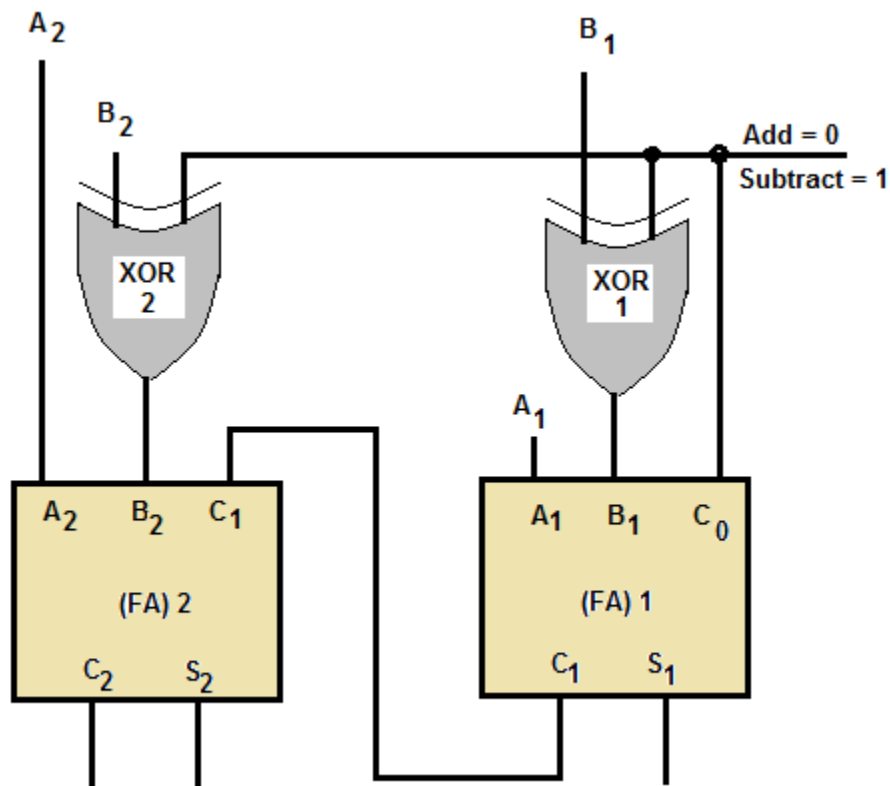 A2
B1
B2
Add = 0
Subtract = 1
XOR
2
XOR
1
A1
A2 B2 C1
A1 B1 C0
(FA) 2
(FA) 1
C2 S2
C1 S1